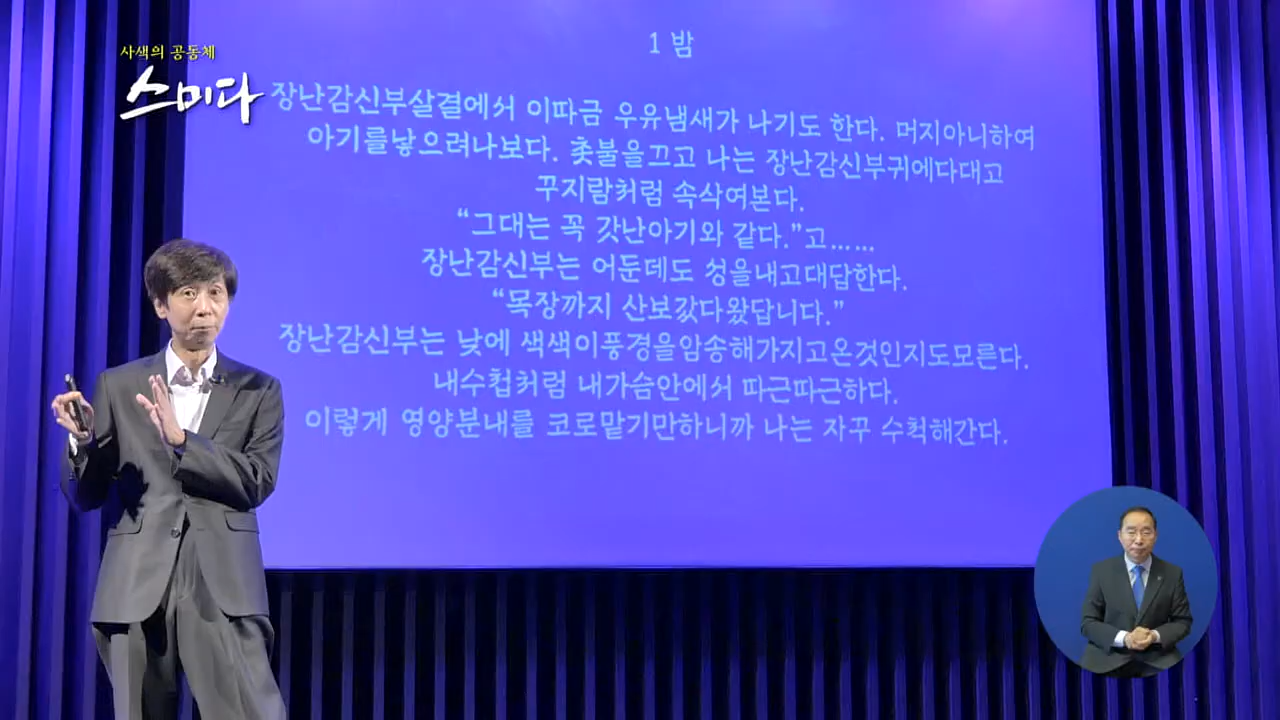 사색의 공동체
스미다
1 밤
장난감신부살결에서 이따금 우유냄새가 나기도 한다. 머지아니하여
아기를낳으려나보다. 촛불을끄고 나는 장난감신부귀에다대고
꾸지람처럼 속삭여본다.
“그대는 꼭 갓난아기와 같다.”고……
장난감신부는 어둔데도 성을내고대답한다.
“목장까지 산보갔다왔답니다.”
장난감신부는 낮에 색색이풍경을암송해가지고온것인지도모른다.
내수첩처럼 내가슴안에서 따근따근하다.
이렇게 영양분내를 코로맡기만하니까 나는 자꾸 수척해간다.